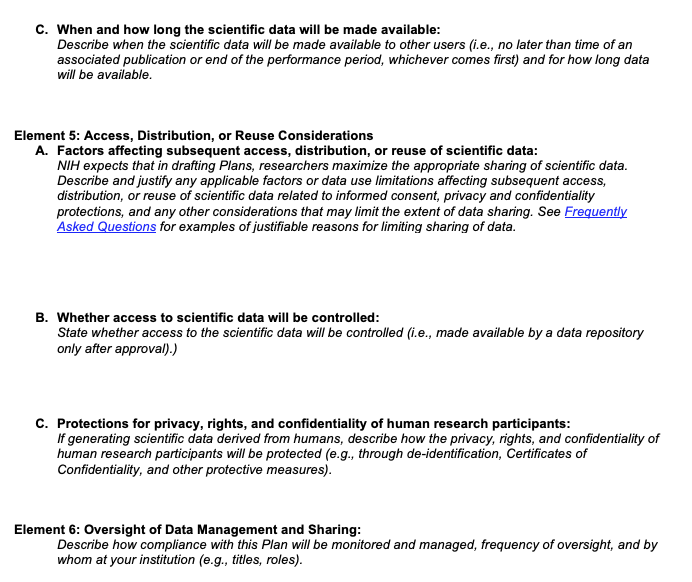 C. When and how long the scientific data will be made available:
Describe when the scientific data will be made available to other users (i.e., no later than time of an
associated publication or end of the performance period, whichever comes first) and for how long data
will be available.
Element 5: Access, Distribution, or Reuse Considerations
A. Factors affecting subsequent access, distribution, or reuse of scientific data:
NIH expects that in drafting Plans, researchers maximize the appropriate sharing of scientific data.
Describe and justify any applicable factors or data use limitations affecting subsequent access,
distribution, or reuse of scientific data related to informed consent, privacy and confidentiality
protections, and any other considerations that may limit the extent of data sharing. See Frequently
Asked Questions for examples of justifiable reasons for limiting sharing of data.
B. Whether access to scientific data will be controlled:
State whether access to the scientific data will be controlled (i.e., made available by a data repository
only after approval).)
C. Protections for privacy, rights, and confidentiality of human research participants:
If generating scientific data derived from humans, describe how the privacy, rights, and confidentiality of
human research participants will be protected (e.g., through de-identification, Certificates of
Confidentiality, and other protective measures).
Element 6: Oversight of Data Management and Sharing:
Describe how compliance with this Plan will be monitored and managed, frequency of oversight, and by
whom at your institution (e.g., titles, roles).